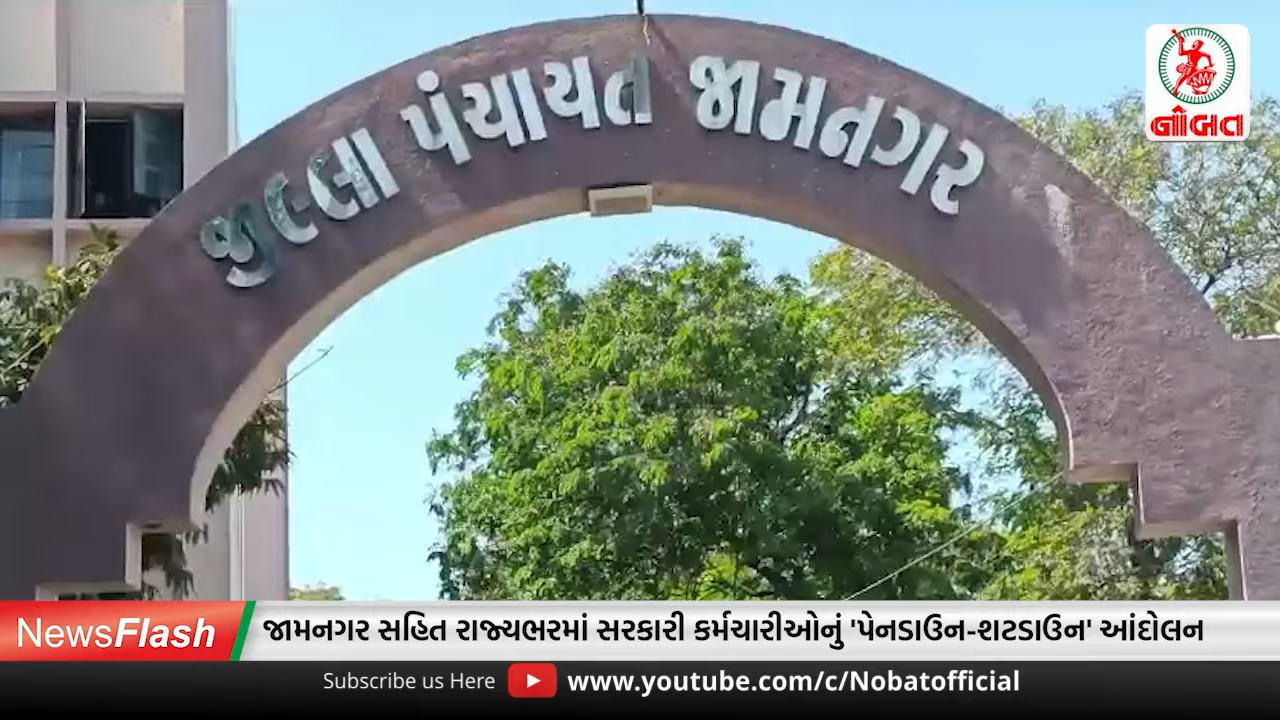 નોબત
જીલ્લા પંચાયત જામનગર
NewsFlash
જામનગર સહિત રાજ્યભરમાં સરકારી કર્મચારીઓનું 'પેનડાઉન-શટડાઉન' આંદોલન
Subscribe us Here
www.youtube.com/c/Nobatofficial